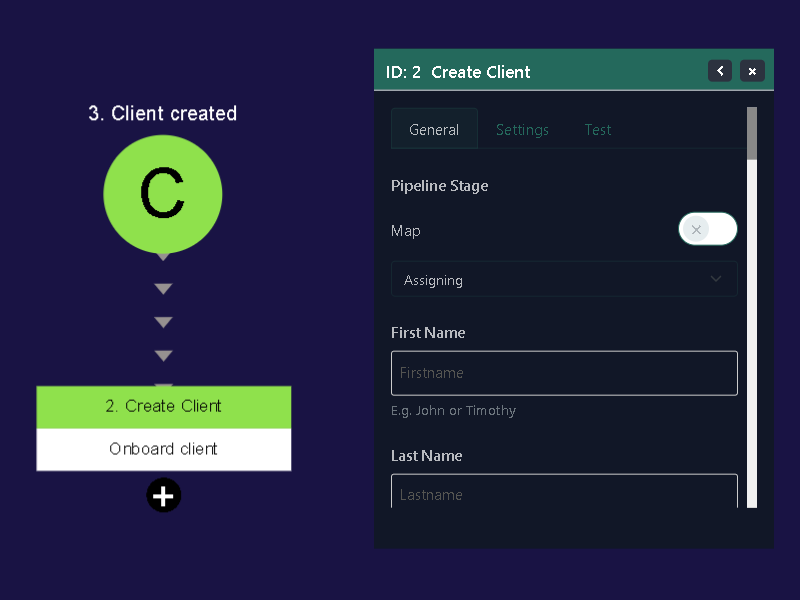 3. Client created
C
2. Create Client
Onboard client
ID: 2 Create Client
General Settings Test
Pipeline Stage
Map
Assigning
First Name
Firstname
E.g. John or Timothy
Last Name
Lastname